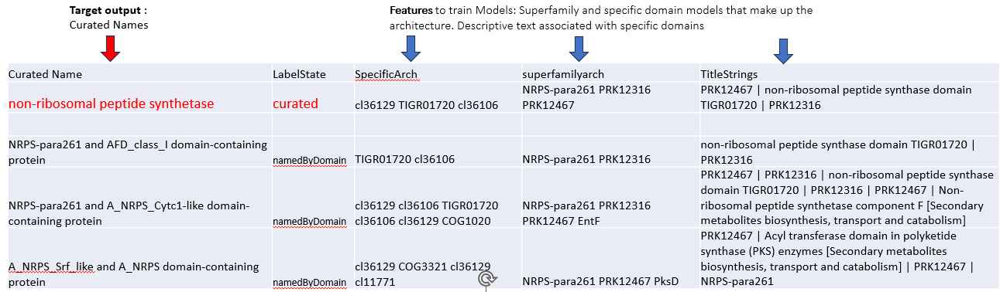 Target output :
Curated Names
Features to train Models: Superfamily and specific domain models that make up the
architecture. Descriptive text associated with specific domains
Curated Name LabelState SpecificArch superfamilyarch TitleStrings
non-ribosomal peptide synthetase curated cl36129 TIGR01720 cl36106
NRPS-para261 PRK12316
PRK12467
PRK12467 | non-ribosomal peptide synthase domain
TIGR01720 | PRK12316
NRPS-para261 and AFD_class_I domain-containing
protein
namedByDomain TIGR01720 cl36106 NRPS-para261 PRK12316
non-ribosomal peptide synthase domain TIGR01720 |
PRK12316
NRPS-para261 and A_NRPS_Cytc1-like domain-
containing protein
namedByDomain
cl36129 cl36106 TIGR01720
cl36106 cl36129 COG1020
NRPS-para261 PRK12316
PRK12467 EntF
PRK12467 | PRK12316 | non-ribosomal peptide synthase
domain TIGR01720 | PRK12316 | PRK12467 | Non-
ribosomal peptide synthetase component F [Secondary
metabolites biosynthesis, transport and catabolism]
A_NRPS_Srf_like and A_NRPS domain-containing
protein
namedByDomain
cl36129 COG3321 cl36129
cl11771
NRPS-para261 PRK12467 PksD
PRK12467 | Acyl transferase domain in polyketide
synthase (PKS) enzymes [Secondary metabolites
biosynthesis, transport and catabolism] | PRK12467 |
NRPS-para261